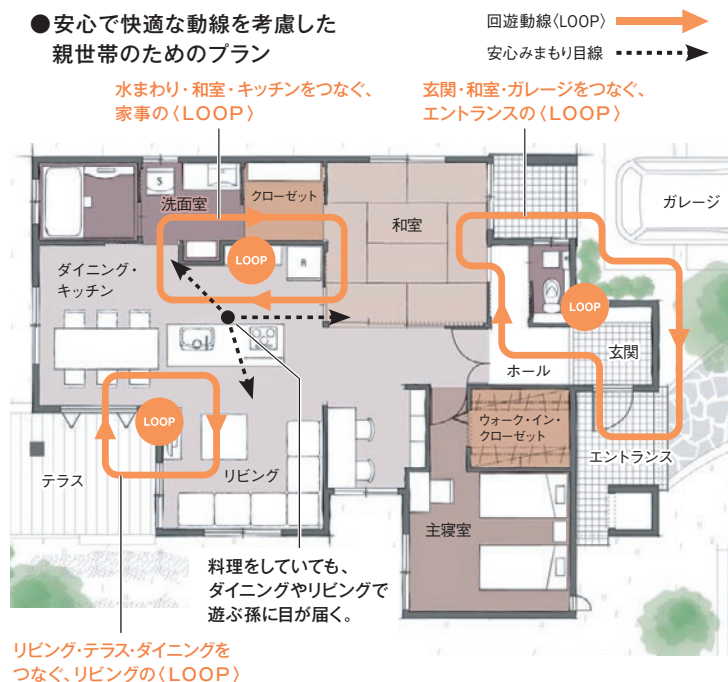 ●安心で快適な動線を考慮した
親世帯のためのプラン
回遊動線〈LOOP〉
安心みまもり目線
水まわり・和室・キッチンをつなぐ、
家事の〈LOOP〉
玄関・和室・ガレージをつなぐ、
エントランスの〈LOOP〉
S
洗面室
クローゼット
和室
ガレージ
ダイニング・
キッチン
LOOP
R
LOOP
玄関
ホール
LOOP
ウォーク・イン・
クローゼット
エントランス
テラス
リビング
主寝室
料理をしていても、
ダイニングやリビングで
遊ぶ孫に目が届く。
リビング・テラス・ダイニングを
つなぐ、リビングの〈LOOP〉